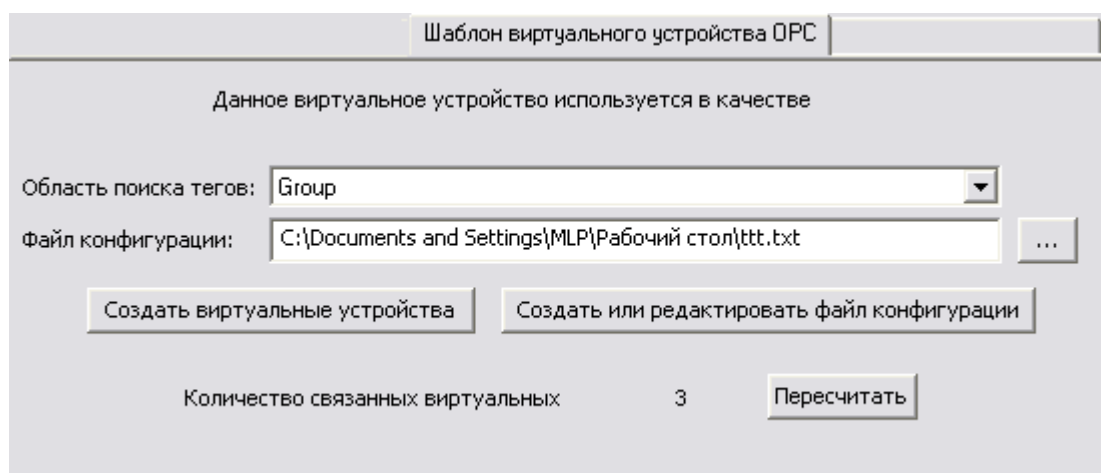 Шаблон виртуального устройства OPC
Данное виртуальное устройство используется в качестве
Область поиска тегов: Group
Файл конфигурации: C:\Documents and Settings\MLP\Рабочий стол\ttt.txt ...
Создать виртуальные устройства Создать или редактировать файл конфигурации
Количество связанных виртуальных 3 Пересчитать